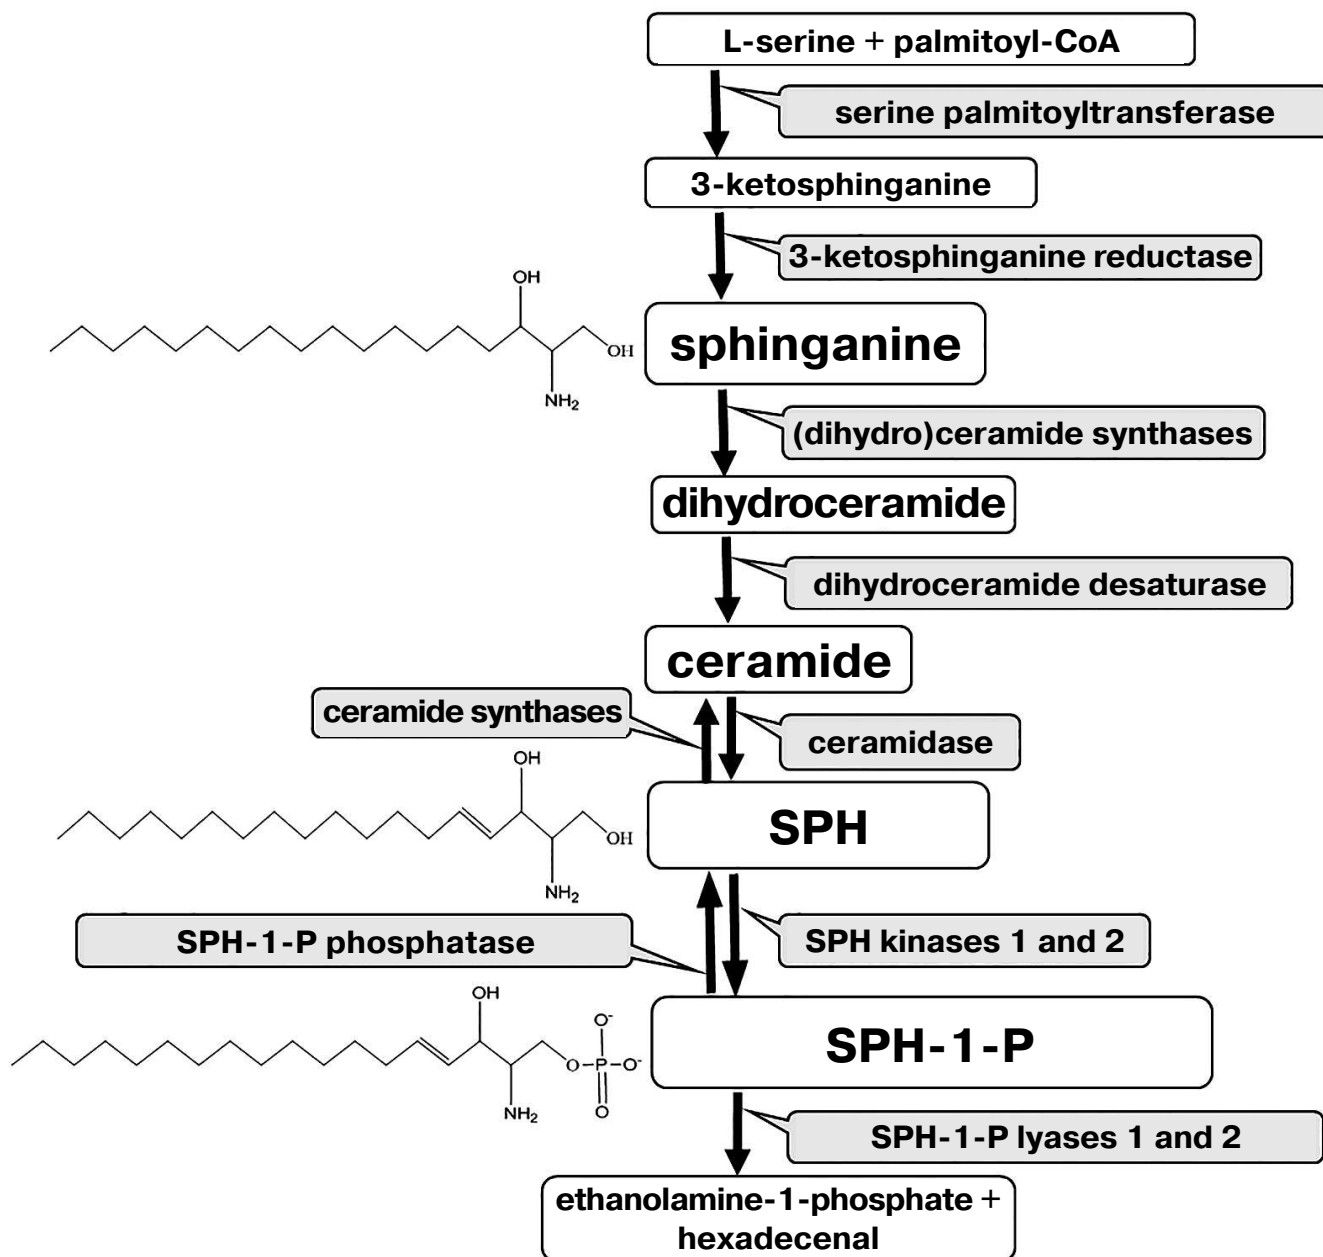 L-serine + palmitoyl-CoA
serine palmitoyltransferase
3-ketosphinganine
3-ketosphinganine reductase
OH
OH
NH2
sphinganine
(dihydro)ceramide synthases
dihydroceramide
dihydroceramide desaturase
ceramide
ceramide synthases
ceramidase
OH
OH
NH2
SPH
SPH-1-P phosphatase
SPH kinases 1 and 2
OH
O-
O-P-O-
O
NH2
SPH-1-P
SPH-1-P lyases 1 and 2
ethanolamine-1-phosphate +
hexadecenal